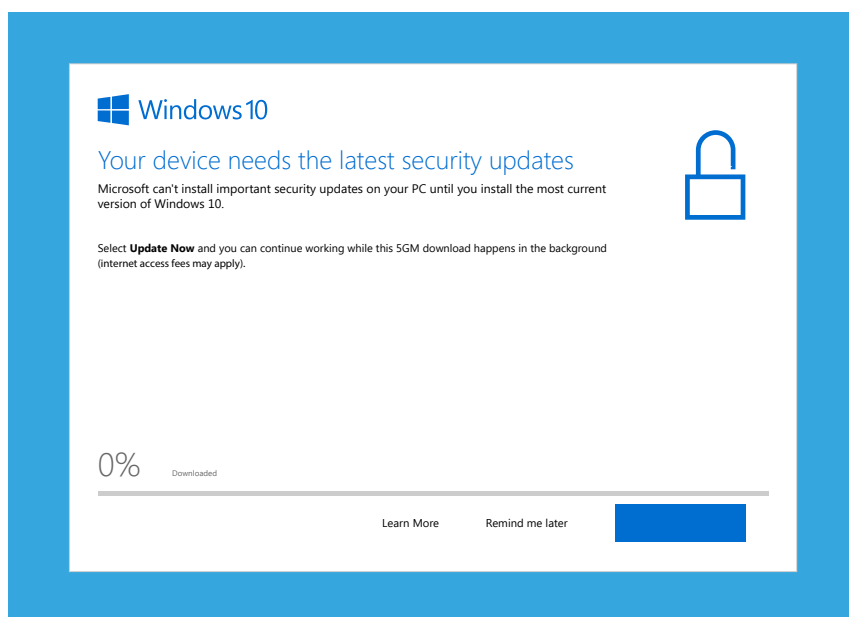 Windows 10
Your device needs the latest security updates
Microsoft can't install important security updates on your PC until you install the most current
version of Windows 10.
Select Update Now and you can continue working while this 5GM download happens in the background
(internet access fees may apply).
0% Downloaded
Learn More Remind me later